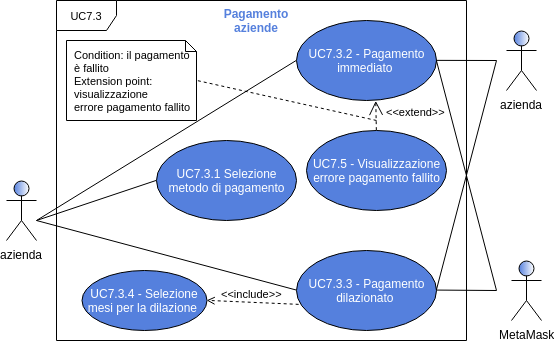 UC7.3
Pagamento
aziende
Condition: il pagamento
è fallito
Extension point:
visualizzazione
errore pagamento fallito
UC7.3.2 - Pagamento
immediato
azienda
<<extend>>
UC7.3.1 Selezione
metodo di pagamento
UC7.5 - Visualizzazione
errore pagamento fallito
azienda
UC7.3.3 - Pagamento
dilazionato
UC7.3.4 - Selezione
mesi per la dilazione
<<include>>
MetaMask